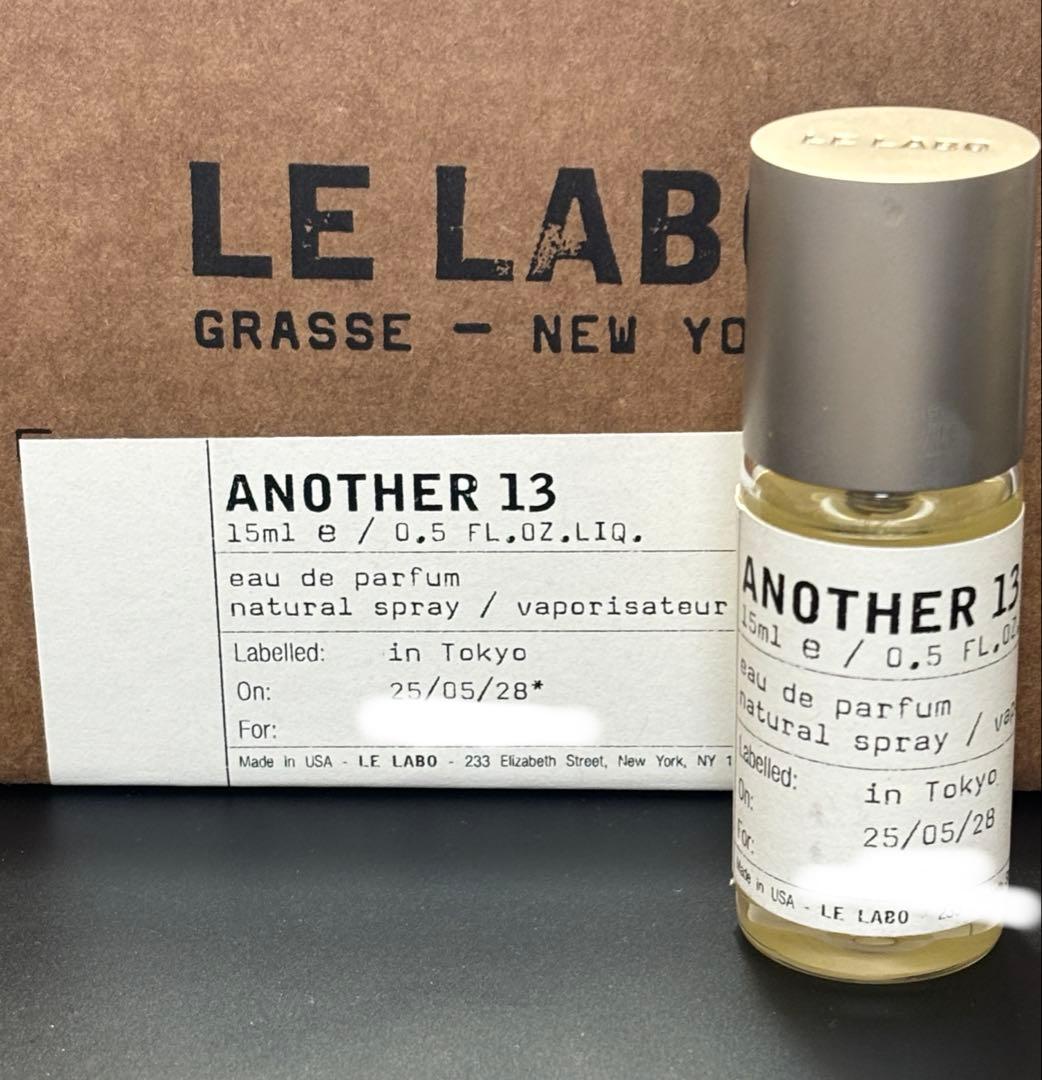 LE LABO
GRASSE — NEW YO
ANOTHER 13
15ml e / 0.5 FL.OZ.LIQ.
eau de parfum
natural spray / vaporisateur
Labelled: in Tokyo
On: 25/05/28*
For:
Made in USA - LE LABO - 233 Elizabeth Street, New York, NY 1
LE LABO
ANOTHER 13
15ml e / 0.5 FL.OZ
eau de parfum
natural spray / va
Labelled: in Tokyo
On: 25/05/28
For:
Made in USA - LE LABO -